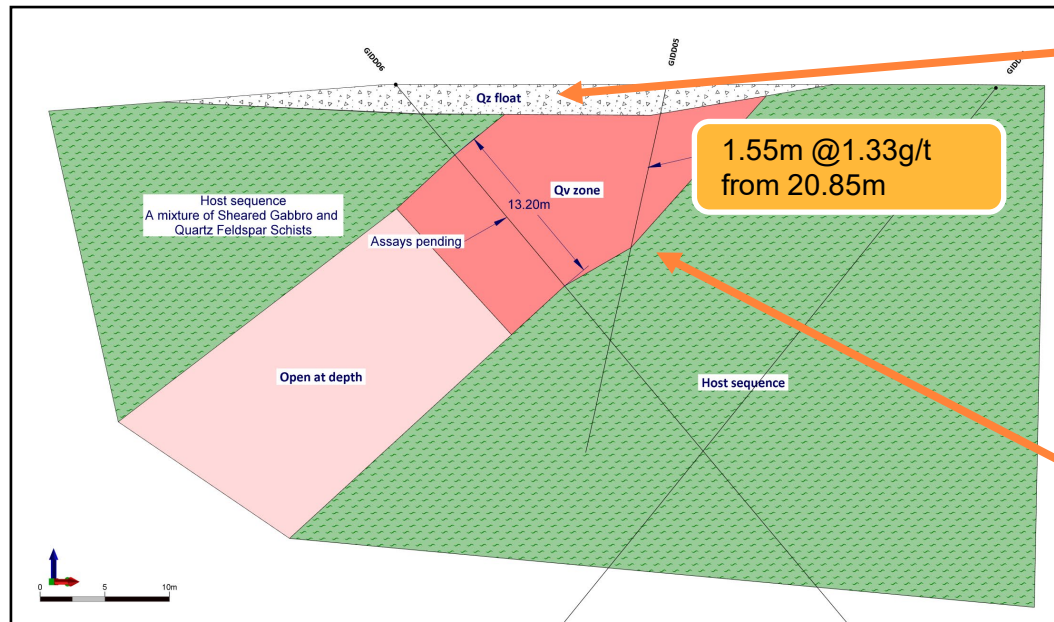 GIDD06
GIDD05
Qz float
1.55m @1.33g/t
from 20.85m
Qv zone
13.20m
Host sequence
A mixture of Sheared Gabbro and
Quartz Feldspar Schists
Assays pending
Open at depth
Host sequence
0 5 10m